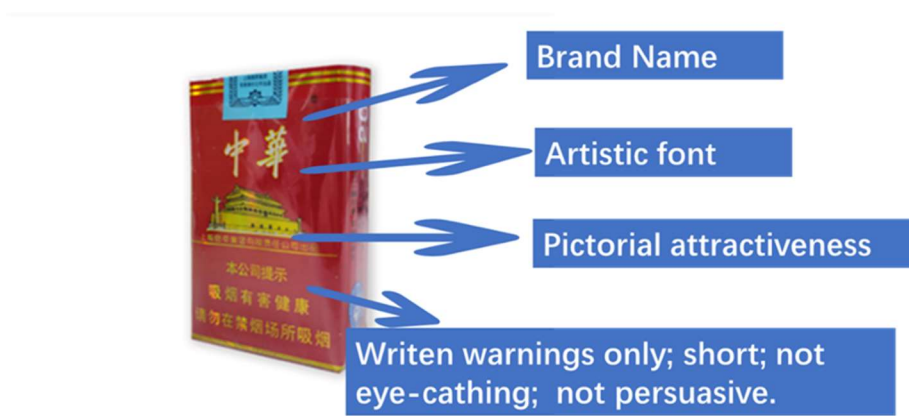 Brand Name
中華
Artistic font
Pictorial attractiveness
本公司提示
吸烟有害健康
请勿在禁烟场所吸烟
Writen warnings only; short; not
eye-cathing;  not persuasive.